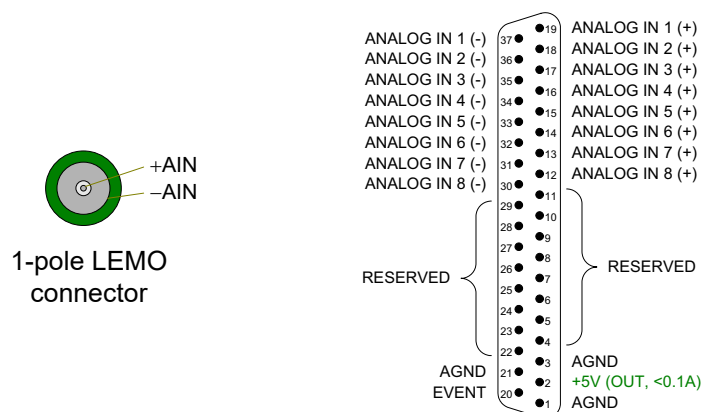 +AIN
−AIN
1-pole LEMO
connector
ANALOG IN 1 (-) 37 19 ANALOG IN 1 (+)
ANALOG IN 2 (-) 36 18 ANALOG IN 2 (+)
ANALOG IN 3 (-) 35 17 ANALOG IN 3 (+)
ANALOG IN 4 (-) 34 16 ANALOG IN 4 (+)
ANALOG IN 5 (-) 33 15 ANALOG IN 5 (+)
ANALOG IN 6 (-) 32 14 ANALOG IN 6 (+)
ANALOG IN 7 (-) 31 13 ANALOG IN 7 (+)
ANALOG IN 8 (-) 30 12 ANALOG IN 8 (+)
29 11
28 10
27 9
RESERVED 26 8 RESERVED
25 7
24 6
23 5
22 4
AGND 21 3 AGND
EVENT 20 2 +5V (OUT, <0.1A)
1 AGND